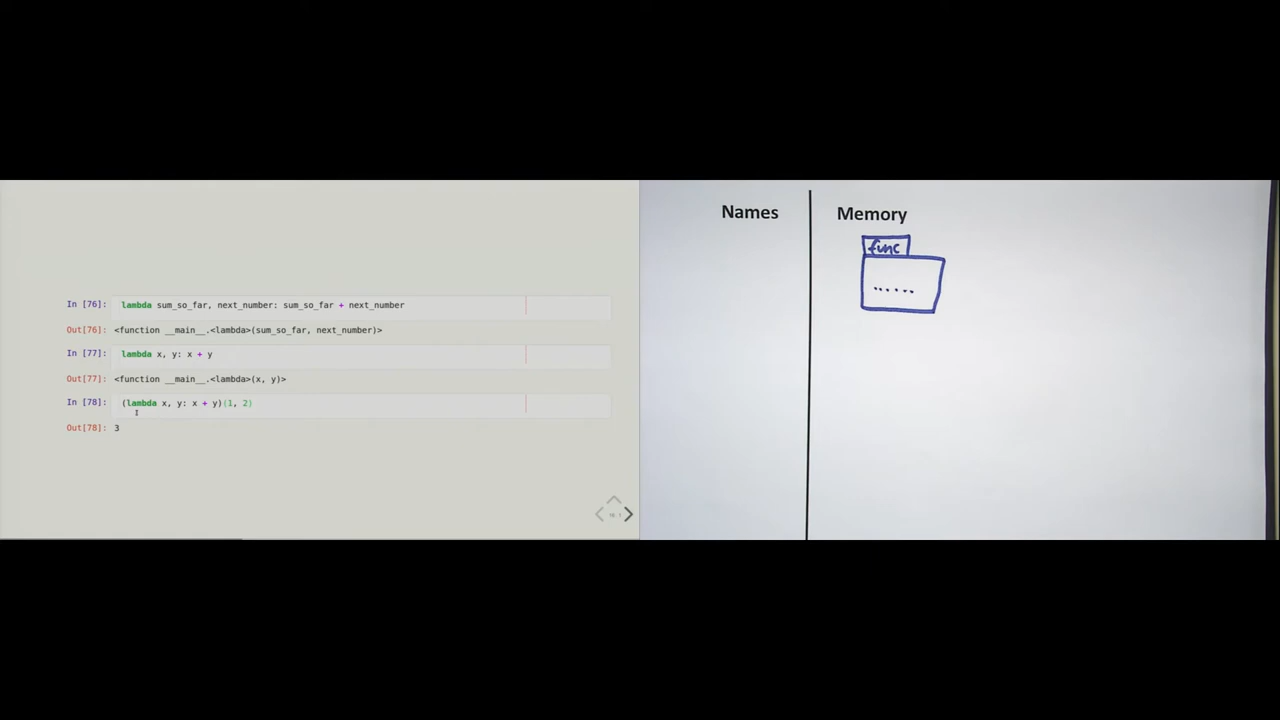 In [76]: lambda sum_so_far, next_number: sum_so_far + next_number
Out[76]: <function __main__.<lambda>(sum_so_far, next_number)>
In [77]: lambda x, y: x + y
Out[77]: <function __main__.<lambda>(x, y)>
In [78]: (lambda x, y: x + y)(1, 2)
Out[78]: 3
Names
Memory
func
......